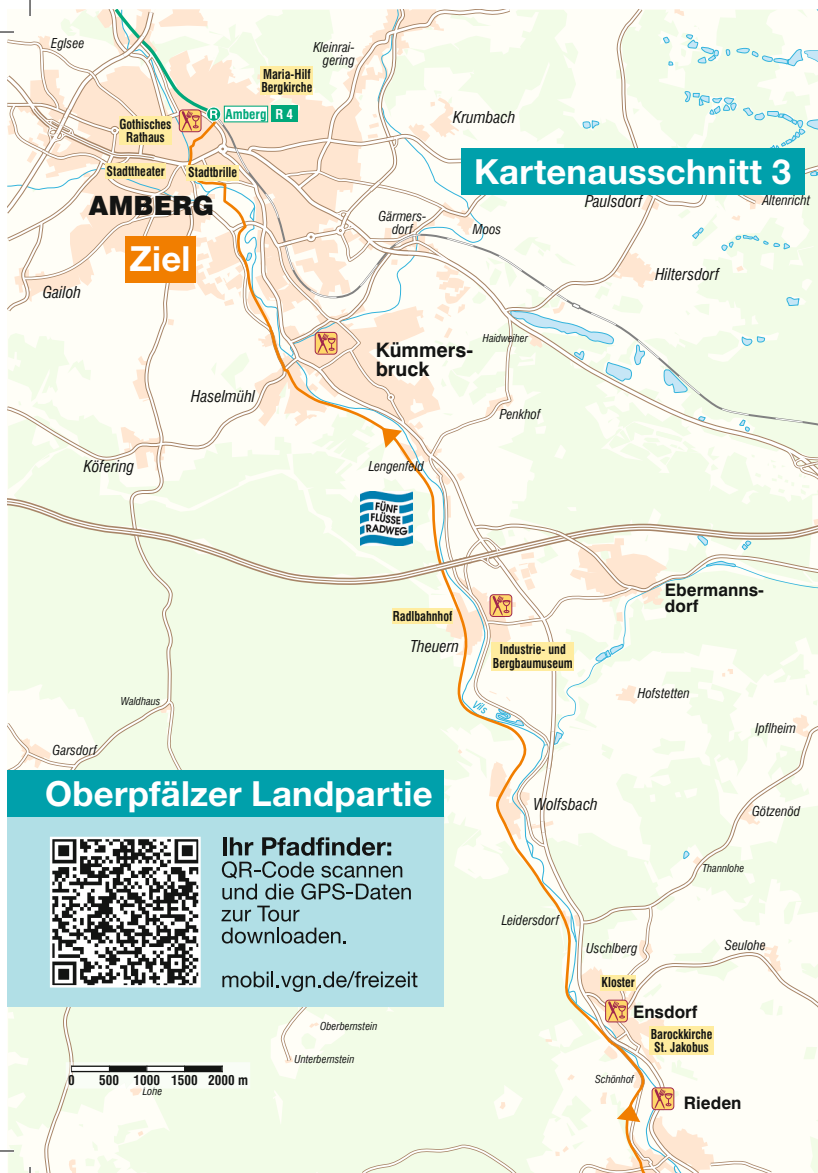 Eglsee
Kleinrai-
gering
Maria-Hilf
Bergkirche
R
Amberg
R 4
Krumbach
Gothisches
Rathaus
Kartenausschnitt 3
Stadttheater
Stadtbrille
AMBERG
Paulsdorf
Altenricht
Gärmers-
dorf
Moos
Ziel
Hiltersdorf
Gailoh
Haidweiher
Kümmers-
bruck
Haselmühl
Penkhof
Köfering
Lengenfeld
FÜNF
FLÜSSE
RADWEG
Ebermanns-
dorf
Radlbahnhof
Theuern
Industrie- und
Bergbaumuseum
Hofstetten
Waldhaus
Vils
Ipflheim
Garsdorf
Oberpfälzer Landpartie
Wolfsbach
Götzenöd
Ihr Pfadfinder:
QR-Code scannen
und die GPS-Daten
zur Tour
downloaden.
mobil.vgn.de/freizeit
Thannlohe
Leidersdorf
Uschlberg
Seulohe
Kloster
Ensdorf
Oberbernstein
Barockkirche
St. Jakobus
Unterbernstein
0 500 1000 1500 2000 m
Lohe
Schönhof
Rieden